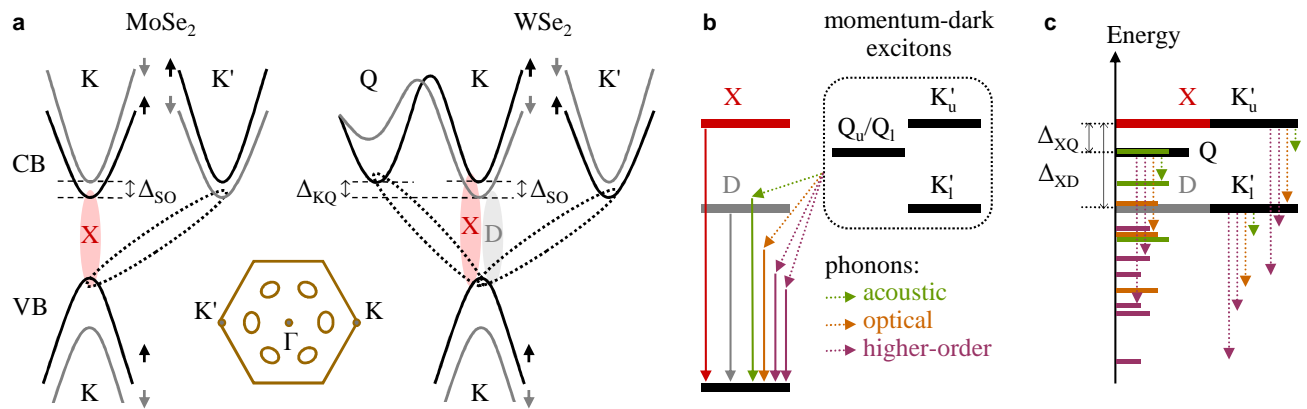 a
MoSe2
WSe2
K
K'
Q
K
K'
CB
ΔSO
ΔKQ
ΔSO
X
X
D
VB
K'
Γ
K
K
K
b
momentum-dark
excitons
X
K'u
Qu/Ql
D
K'l
phonons:
acoustic
optical
higher-order
c
Energy
X
K'u
ΔXQ
Q
ΔXD
D
K'l